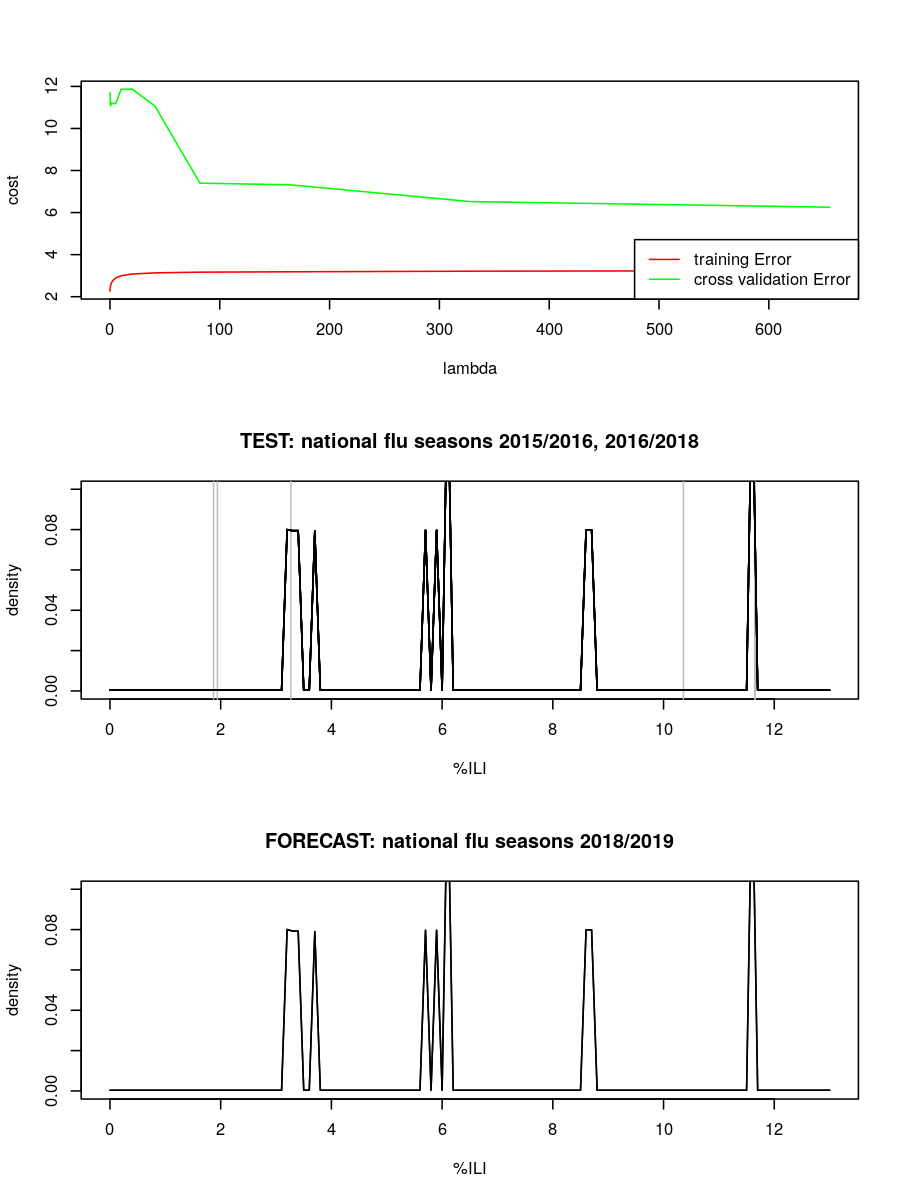 12
10
8
6
4
2
cost
training Error
cross validation Error
0 100 200 300 400 500 600
lambda
TEST: national flu seasons 2015/2016, 2016/2018
0.08
0.04
0.00
density
0 2 4 6 8 10 12
%ILI
FORECAST: national flu seasons 2018/2019
0.08
0.04
0.00
density
0 2 4 6 8 10 12
%ILI